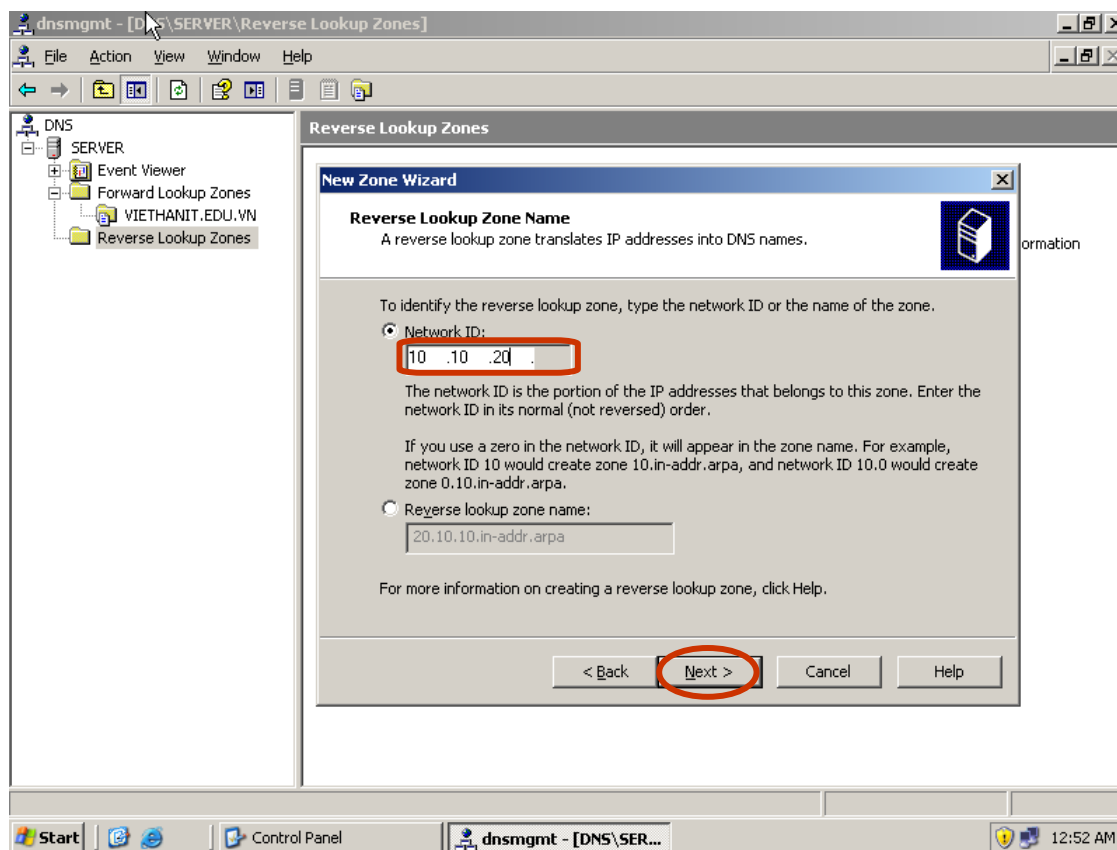 dnsmgmt - [DNS\SERVER\Reverse Lookup Zones]
File Action View Window Help
DNS
SERVER
Event Viewer
Forward Lookup Zones
VIETHANIT.EDU.VN
Reverse Lookup Zones
Reverse Lookup Zones
ormation
New Zone Wizard
Reverse Lookup Zone Name
A reverse lookup zone translates IP addresses into DNS names.
To identify the reverse lookup zone, type the network ID or the name of the zone.
Network ID:
10 .10 .20 .
The network ID is the portion of the IP addresses that belongs to this zone. Enter the
network ID in its normal (not reversed) order.
If you use a zero in the network ID, it will appear in the zone name. For example,
network ID 10 would create zone 10.in-addr.arpa, and network ID 10.0 would create
zone 0.10.in-addr.arpa.
Reverse lookup zone name:
20.10.10.in-addr.arpa
For more information on creating a reverse lookup zone, click Help.
< Back Next > Cancel Help
Start Control Panel dnsmgmt - [DNS\SER... 12:52 AM